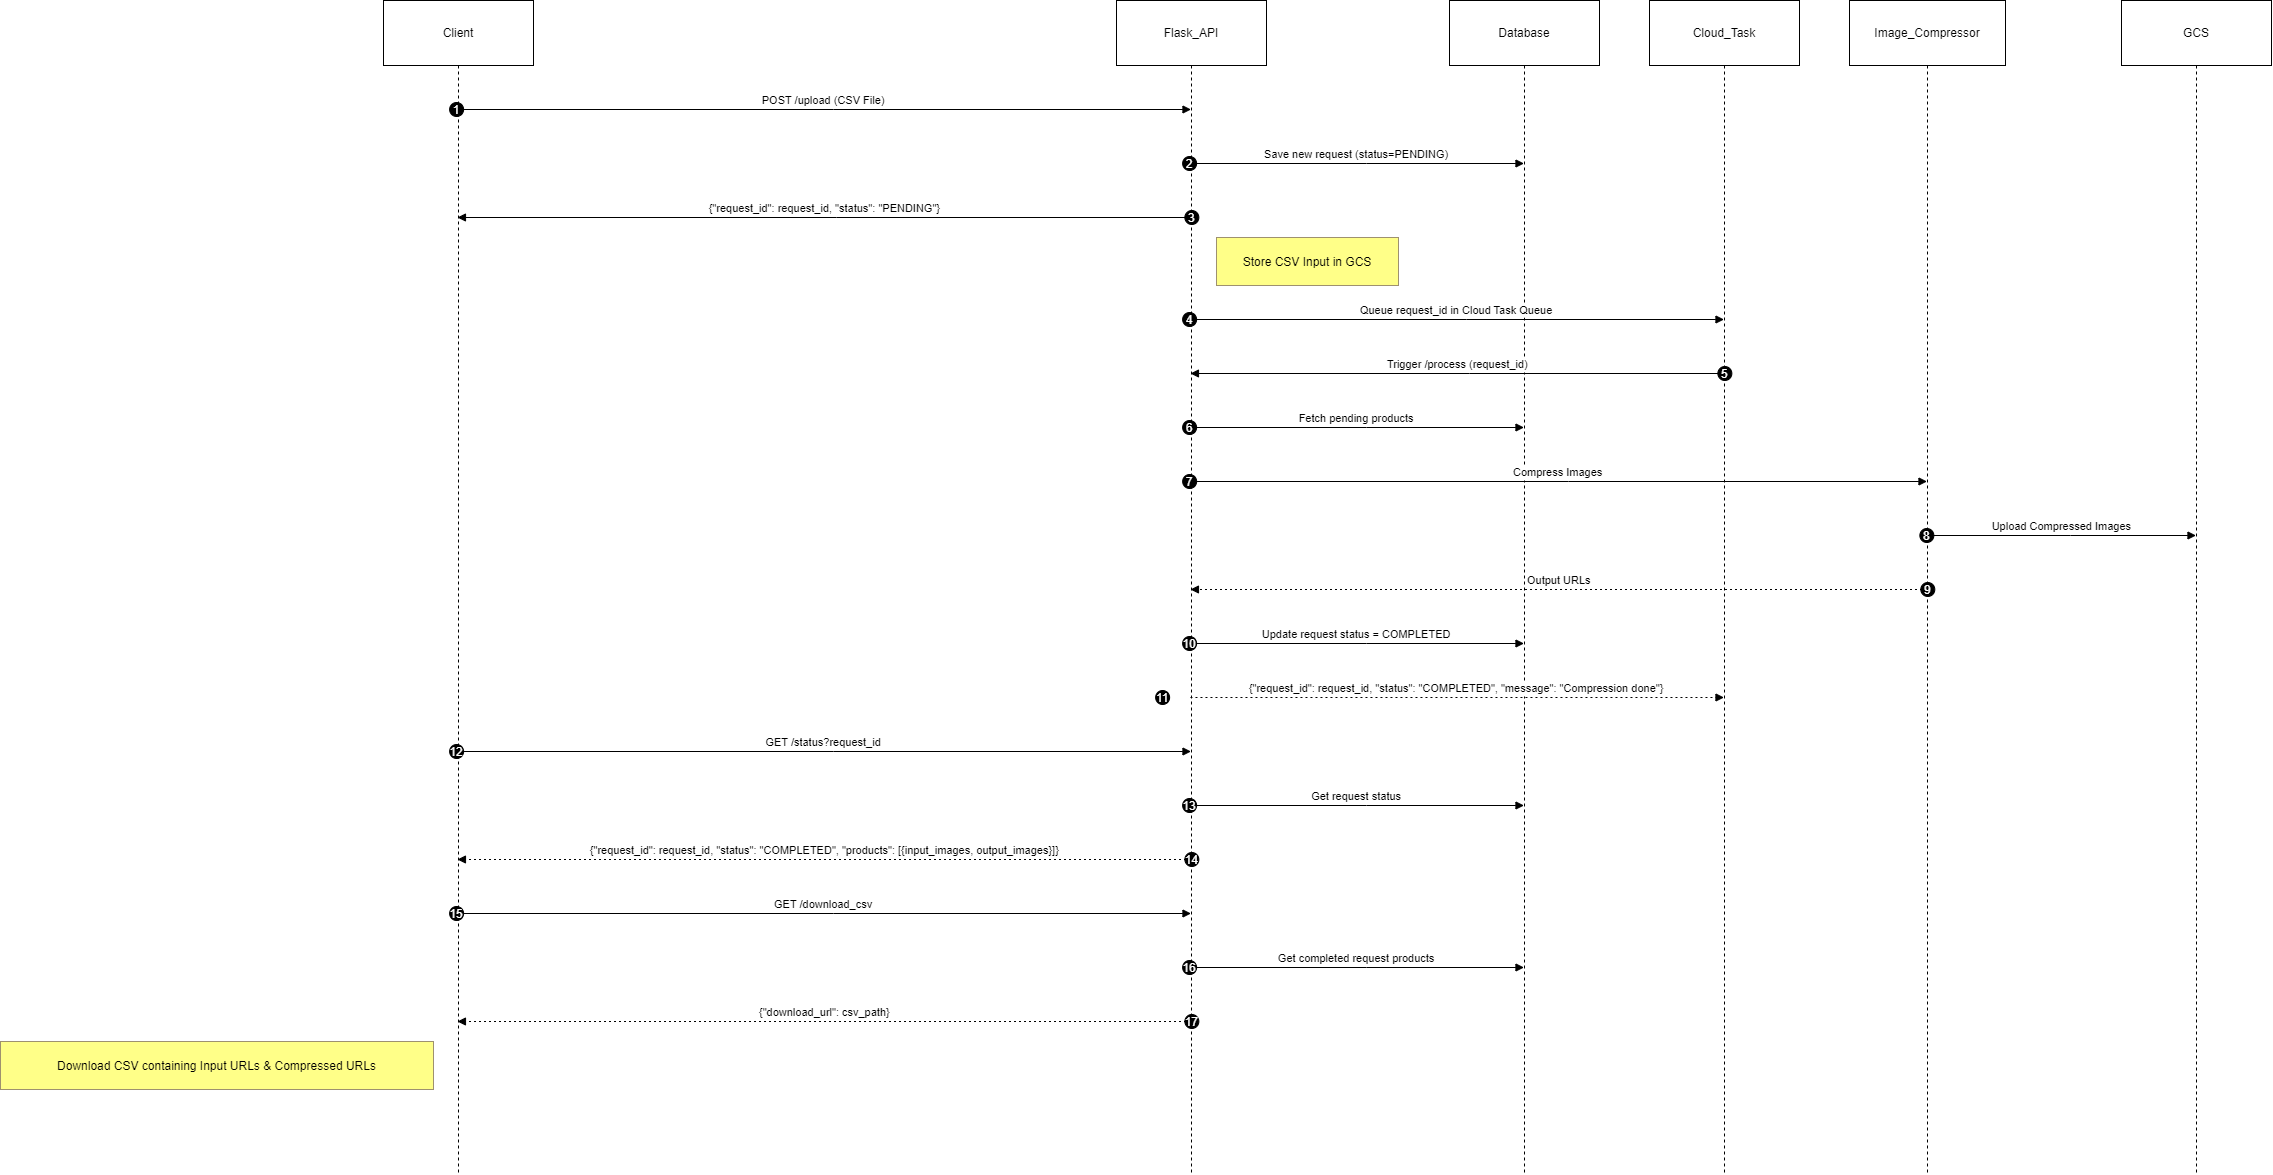 Client
Flask_API
Database
Cloud_Task
Image_Compressor
GCS
1
POST /upload (CSV File)
2
Save new request (status=PENDING)
{"request_id": request_id, "status": "PENDING"}
3
Store CSV Input in GCS
4
Queue request_id in Cloud Task Queue
Trigger /process (request_id)
5
6
Fetch pending products
7
Compress Images
8
Upload Compressed Images
Output URLs
9
10
Update request status = COMPLETED
11
{"request_id": request_id, "status": "COMPLETED", "message": "Compression done"}
12
GET /status?request_id
13
Get request status
{"request_id": request_id, "status": "COMPLETED", "products": [{input_images, output_images}]}
14
15
GET /download_csv
16
Get completed request products
{"download_url": csv_path}
17
Download CSV containing Input URLs & Compressed URLs